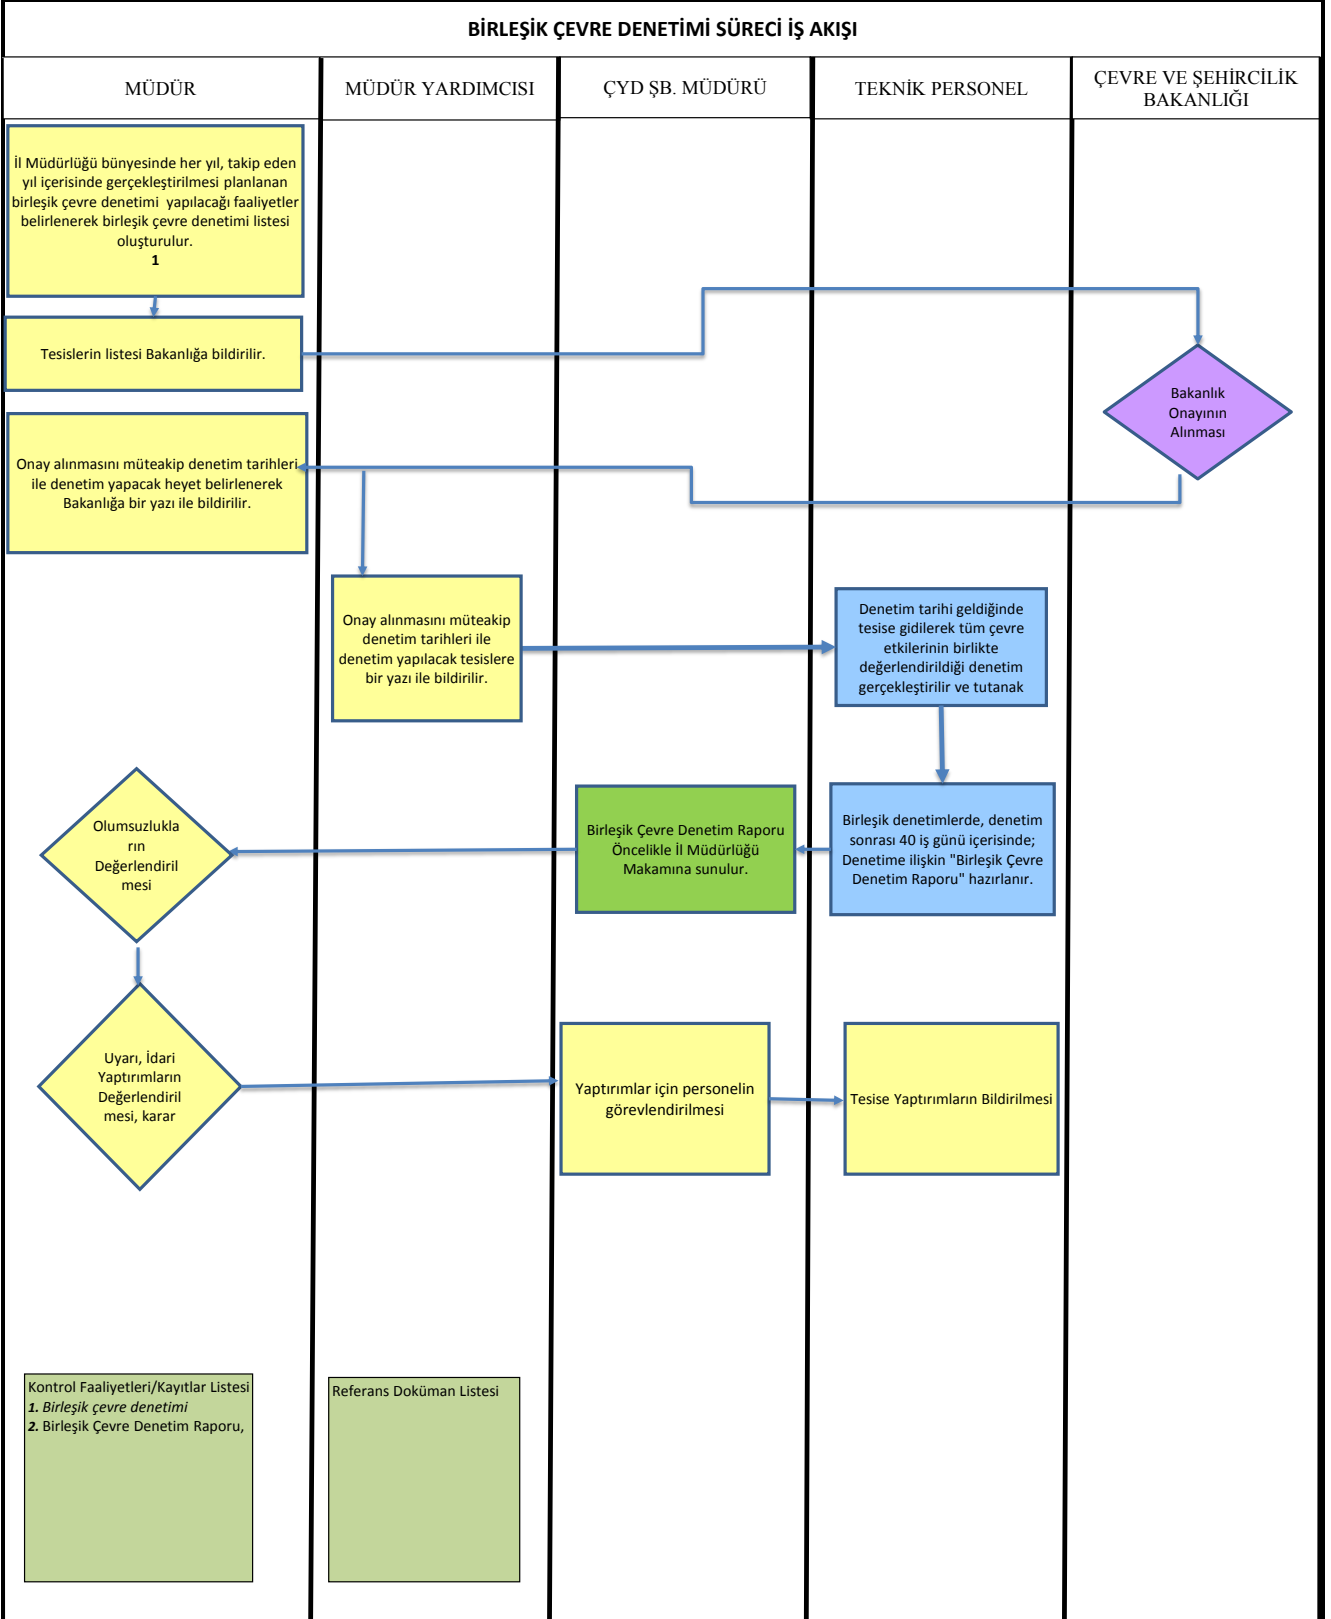 BİRLEŞİK ÇEVRE DENETİMİ SÜRECİ İŞ AKIŞI
MÜDÜR
MÜDÜR YARDIMCISI
ÇYD ŞB. MÜDÜRÜ
TEKNİK PERSONEL
ÇEVRE VE ŞEHİRCİLİK
BAKANLIĞI
İl Müdürlüğü bünyesinde her yıl, takip eden
yıl içerisinde gerçekleştirilmesi planlanan
birleşik çevre denetimi yapılacağı faaliyetler
belirlenerek birleşik çevre denetimi listesi
oluşturulur.
1
Tesislerin listesi Bakanlığa bildirilir.
Bakanlık
Onayının
Alınması
Onay alınmasını müteakip denetim tarihleri
ile denetim yapacak heyet belirlenerek
Bakanlığa bir yazı ile bildirilir.
Onay alınmasını müteakip
denetim tarihleri ile
denetim yapılacak tesislere
bir yazı ile bildirilir.
Denetim tarihi geldiğinde
tesise gidilerek tüm çevre
etkilerinin birlikte
değerlendirildiği denetim
gerçekleştirilir ve tutanak
Birleşik denetimlerde, denetim
sonrası 40 iş günü içerisinde;
Denetime ilişkin "Birleşik Çevre
Denetim Raporu" hazırlanır.
Birleşik Çevre Denetim Raporu
Öncelikle İl Müdürlüğü
Makamına sunulur.
Olumsuzlukla
rın
Değerlendiril
mesi
Uyarı, İdari
Yaptırımların
Değerlendiril
mesi, karar
Yaptırımlar için personelin
görevlendirilmesi
Tesise Yaptırımların Bildirilmesi
Kontrol Faaliyetleri/Kayıtlar Listesi
1. Birleşik çevre denetimi
2. Birleşik Çevre Denetim Raporu,
Referans Doküman Listesi